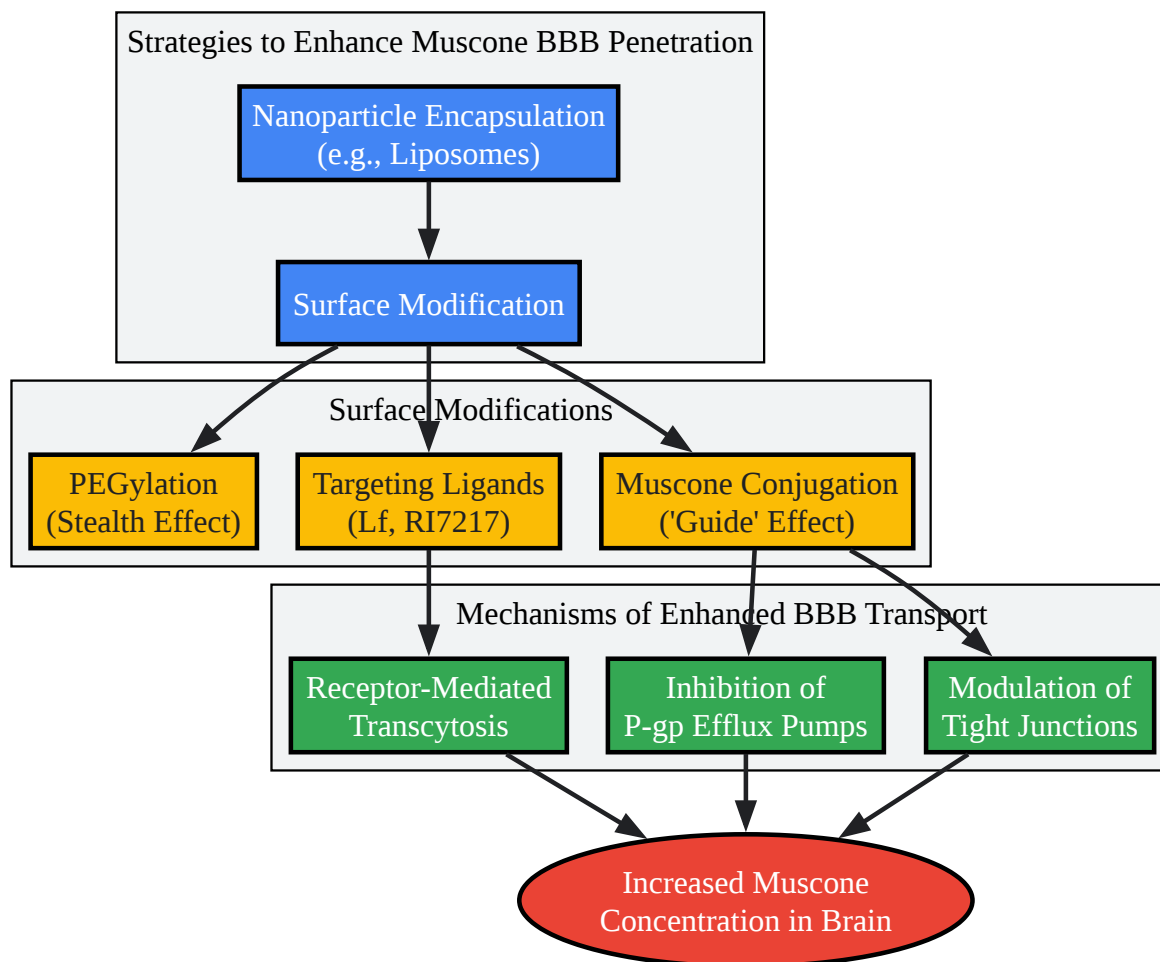 Strategies to Enhance Muscone BBB Penetration
Nanoparticle Encapsulation
(e.g., Liposomes)
Surface Modification
Surface Modifications
PEGylation
(Stealth Effect)
Targeting Ligands
(Lf, RI7217)
Muscone Conjugation
('Guide' Effect)
Mechanisms of Enhanced BBB Transport
Receptor-Mediated
Transcytosis
Inhibition of
P-gp Efflux Pumps
Modulation of
Tight Junctions
Increased Muscone
Concentration in Brain